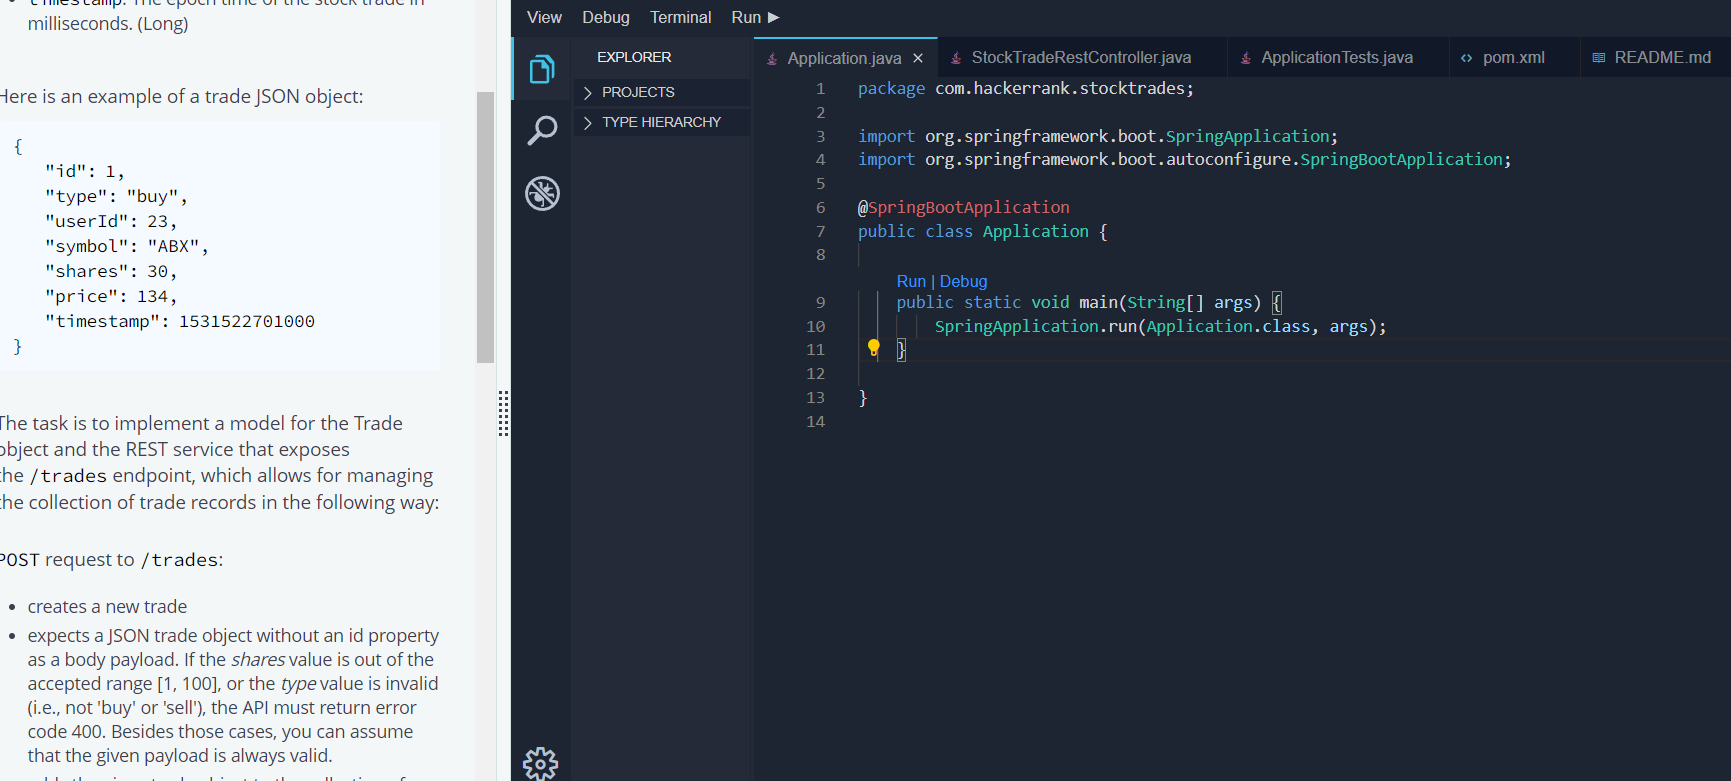 timestamp: The epoch time of the stock trade in
milliseconds. (Long)
Here is an example of a trade JSON object:
{
"id": 1,
"type": "buy",
"userId": 23,
"symbol": "ABX",
"shares": 30,
"price": 134,
"timestamp": 1531522701000
}
The task is to implement a model for the Trade
object and the REST service that exposes
the /trades endpoint, which allows for managing
the collection of trade records in the following way:
POST request to /trades:
• creates a new trade
• expects a JSON trade object without an id property
as a body payload. If the shares value is out of the
accepted range [1, 100], or the type value is invalid
(i.e., not 'buy' or 'sell'), the API must return error
code 400. Besides those cases, you can assume
that the given payload is always valid.
View Debug Terminal Run ▶
EXPLORER
PROJECTS
TYPE HIERARCHY
Application.java × StockTradeRestController.java ApplicationTests.java <> pom.xml README.md
1 package com.hackerrank.stocktrades;
2
3 import org.springframework.boot.SpringApplication;
4 import org.springframework.boot.autoconfigure.SpringBootApplication;
5
6 @SpringBootApplication
7 public class Application {
8
Run | Debug
9 public static void main(String[] args) {
10 SpringApplication.run(Application.class, args);
11 }
12
13 }
14